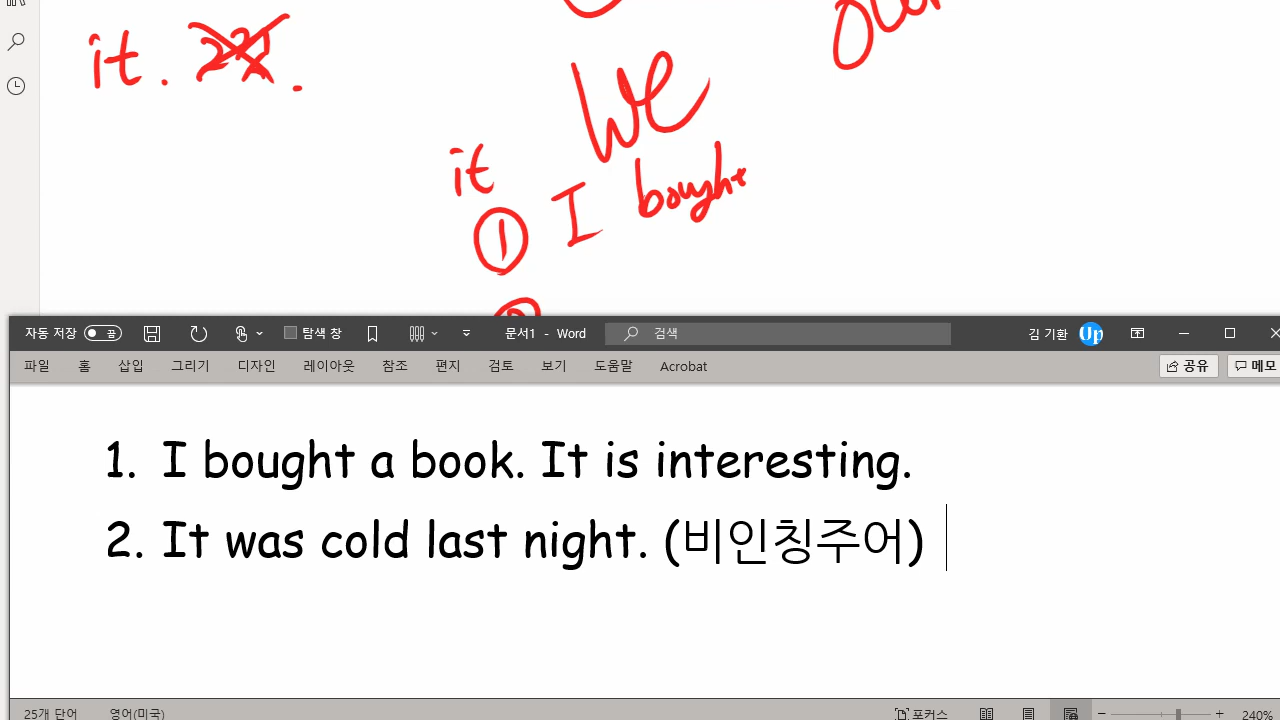 it.
We
it
① I bought
자동 저장 끔 탐색 창 문서1 - Word 검색 김 기환 Up
파일 홈 삽입 그리기 디자인 레이아웃 참조 편지 검토 보기 도움말 Acrobat 공유 메모
1. I bought a book. It is interesting.
2. It was cold last night. (비인칭주어)
25개 단어 영어(미국) 포커스 240%